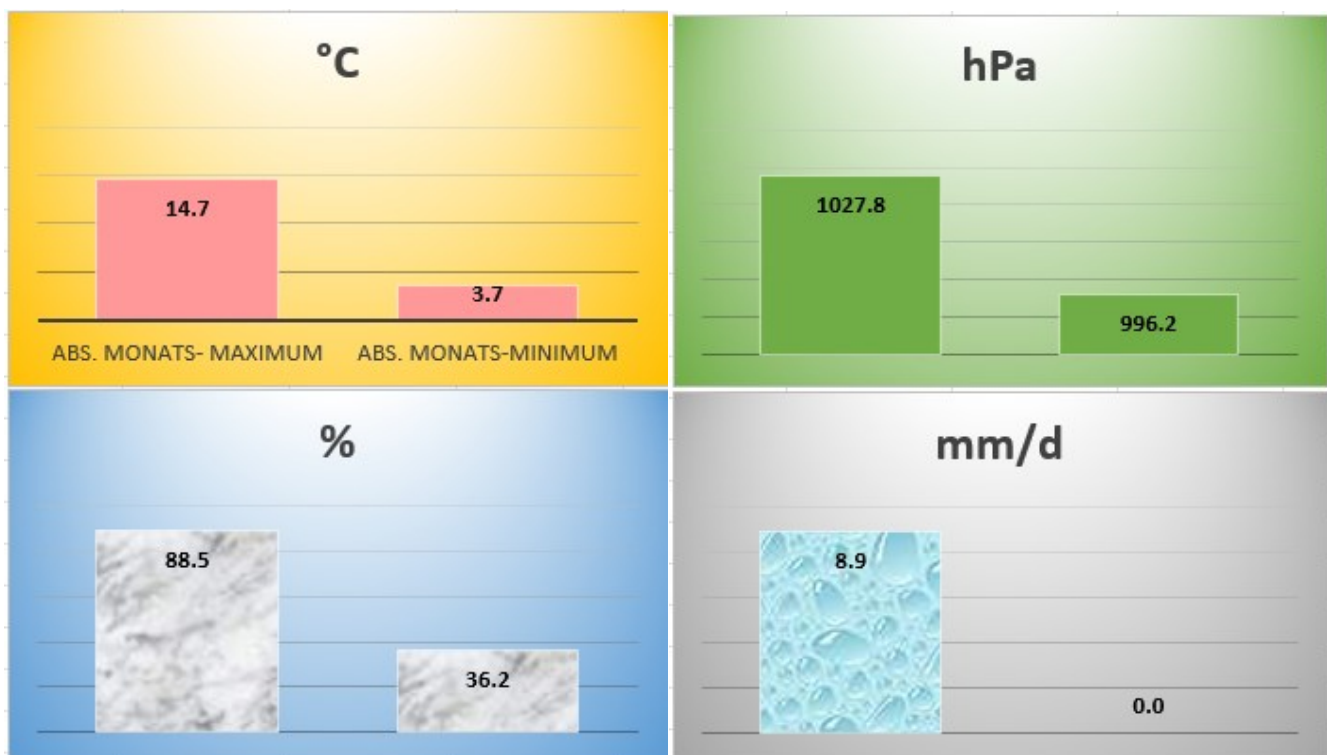 °C
14.7
3.7
ABS. MONATS- MAXIMUM
ABS. MONATS-MINIMUM
hPa
1027.8
996.2
%
88.5
36.2
mm/d
8.9
0.0